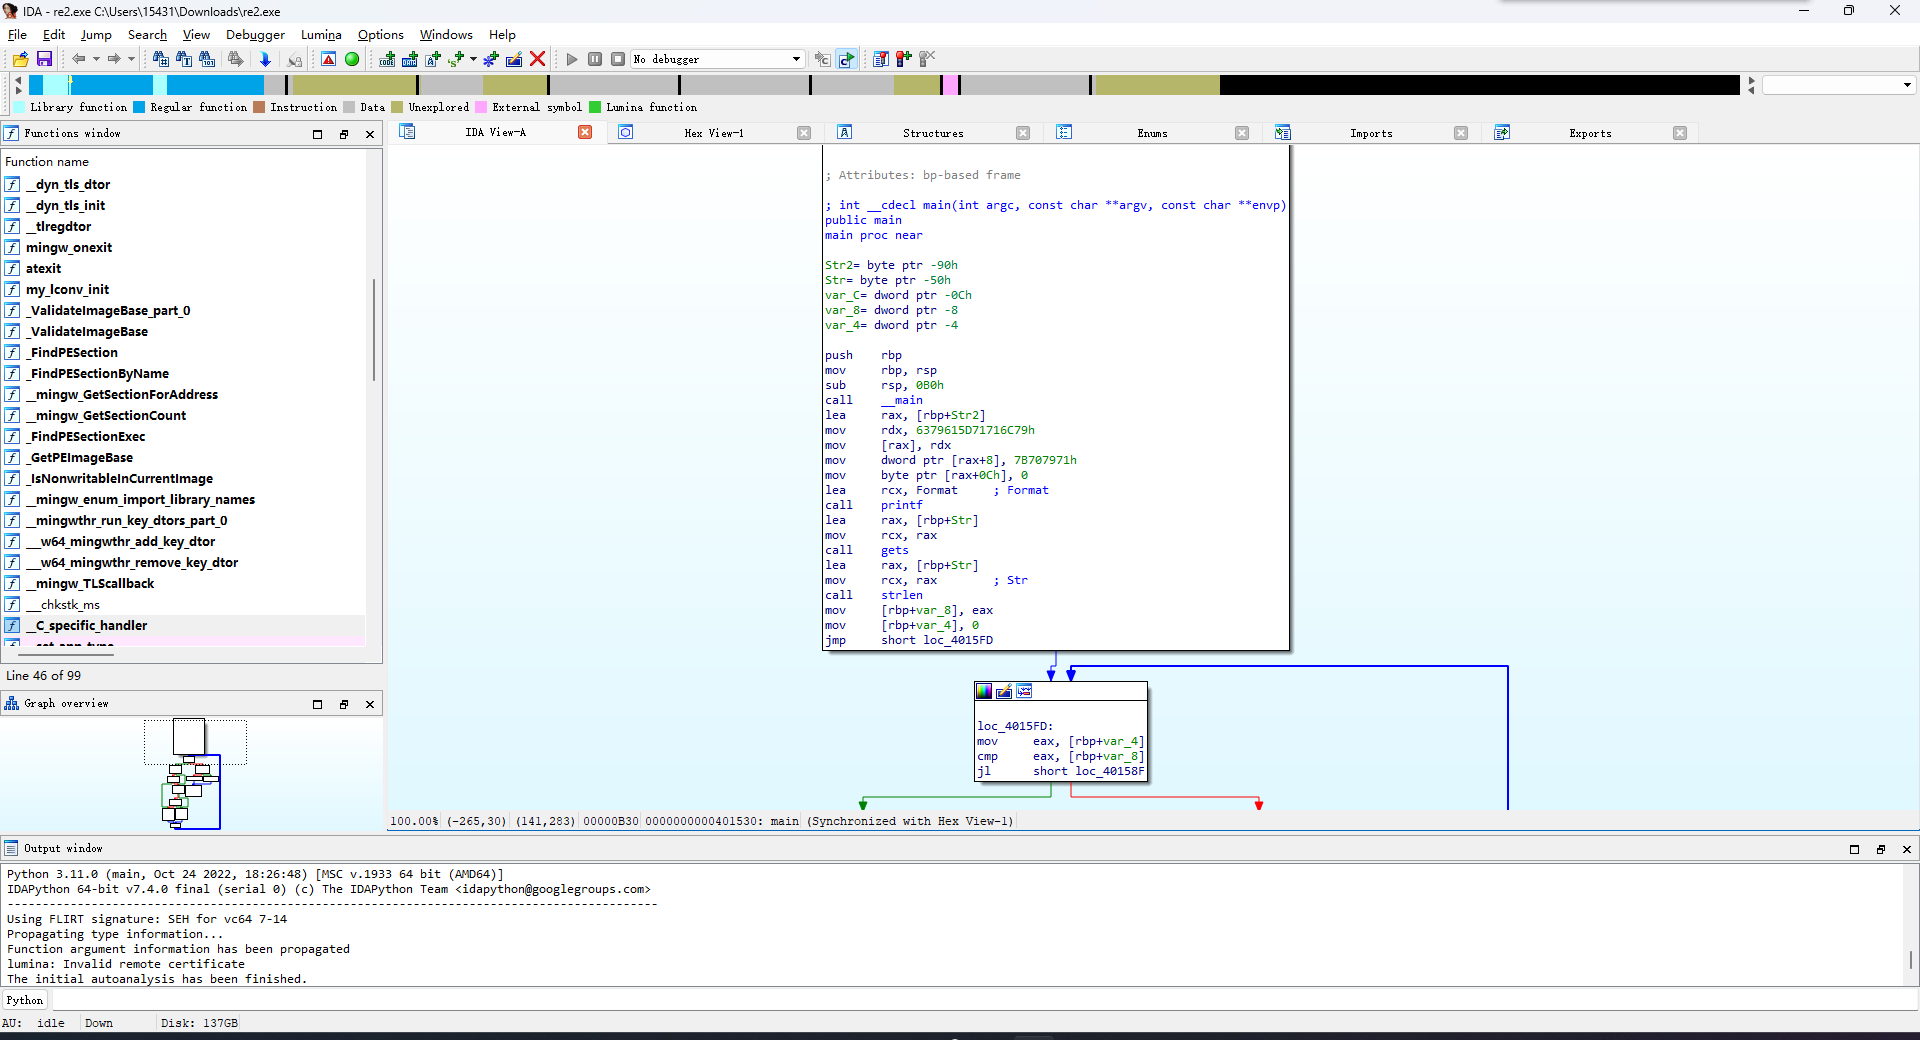 IDA - re2.exe C:\Users\15431\Downloads\re2.exe
File Edit Jump Search View Debugger Lumina Options Windows Help
No debugger
Library function Regular function Instruction Data Unexplored External symbol Lumina function
Functions window
IDA View-A Hex View-1 Structures Enums Imports Exports
Function name
__dyn_tls_dtor
__dyn_tls_init
__tlregdtor
mingw_onexit
atexit
my_lconv_init
_ValidateImageBase_part_0
_ValidateImageBase
_FindPESection
_FindPESectionByName
__mingw_GetSectionForAddress
__mingw_GetSectionCount
_FindPESectionExec
_GetPEImageBase
_IsNonwritableInCurrentImage
__mingw_enum_import_library_names
__mingwthr_run_key_dtors_part_0
___w64_mingwthr_add_key_dtor
___w64_mingwthr_remove_key_dtor
__mingw_TLScallback
___chkstk_ms
__C_specific_handler
Line 46 of 99
Graph overview
; Attributes: bp-based frame
; int __cdecl main(int argc, const char **argv, const char **envp)
public main
main proc near
Str2= byte ptr -90h
Str= byte ptr -50h
var_C= dword ptr -0Ch
var_8= dword ptr -8
var_4= dword ptr -4
push rbp
mov rbp, rsp
sub rsp, 0B0h
call __main
lea rax, [rbp+Str2]
mov rdx, 6379615D71716C79h
mov [rax], rdx
mov dword ptr [rax+8], 7B707971h
mov byte ptr [rax+0Ch], 0
lea rcx, Format ; Format
call printf
lea rax, [rbp+Str]
mov rcx, rax
call gets
lea rax, [rbp+Str]
mov rcx, rax ; Str
call strlen
mov [rbp+var_8], eax
mov [rbp+var_4], 0
jmp short loc_4015FD
loc_4015FD:
mov eax, [rbp+var_4]
cmp eax, [rbp+var_8]
jl short loc_40158F
100.00% (-265,30) (141,283) 00000B30 0000000000401530: main (Synchronized with Hex View-1)
Output window
Python 3.11.0 (main, Oct 24 2022, 18:26:48) [MSC v.1933 64 bit (AMD64)]
IDAPython 64-bit v7.4.0 final (serial 0) (c) The IDAPython Team <idapython@googlegroups.com>
---------------------------------------------------------------------------------------------
Using FLIRT signature: SEH for vc64 7-14
Propagating type information...
Function argument information has been propagated
lumina: Invalid remote certificate
The initial autoanalysis has been finished.
Python
AU: idle Down Disk: 137GB